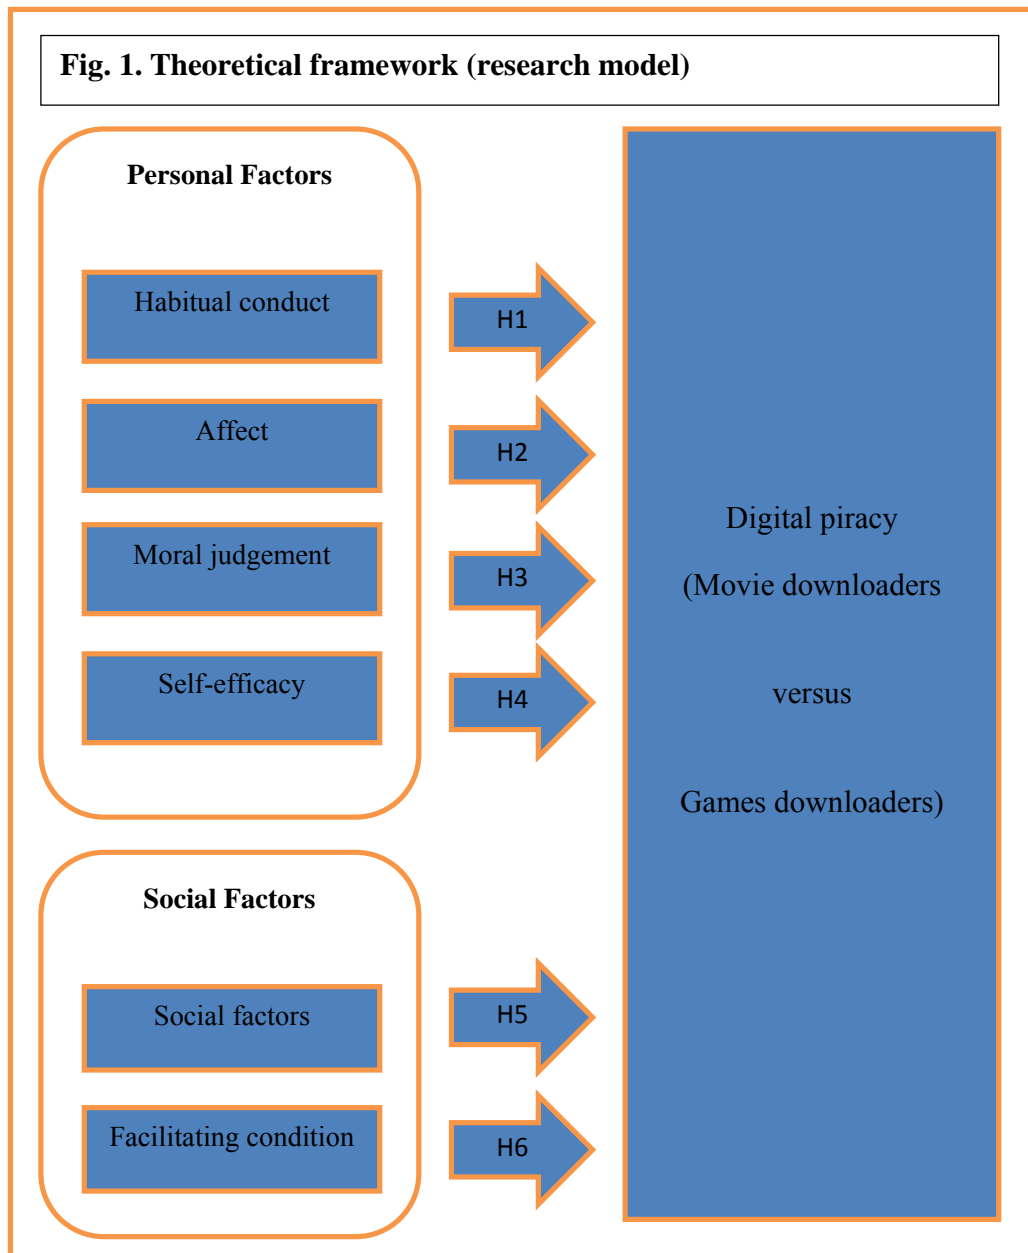 Fig. 1. Theoretical framework (research model)
Personal Factors
Habitual conduct
H1
Affect
H2
Moral judgement
H3
Self-efficacy
H4
Social Factors
Social factors
H5
Facilitating condition
H6
Digital piracy
(Movie downloaders
versus
Games downloaders)